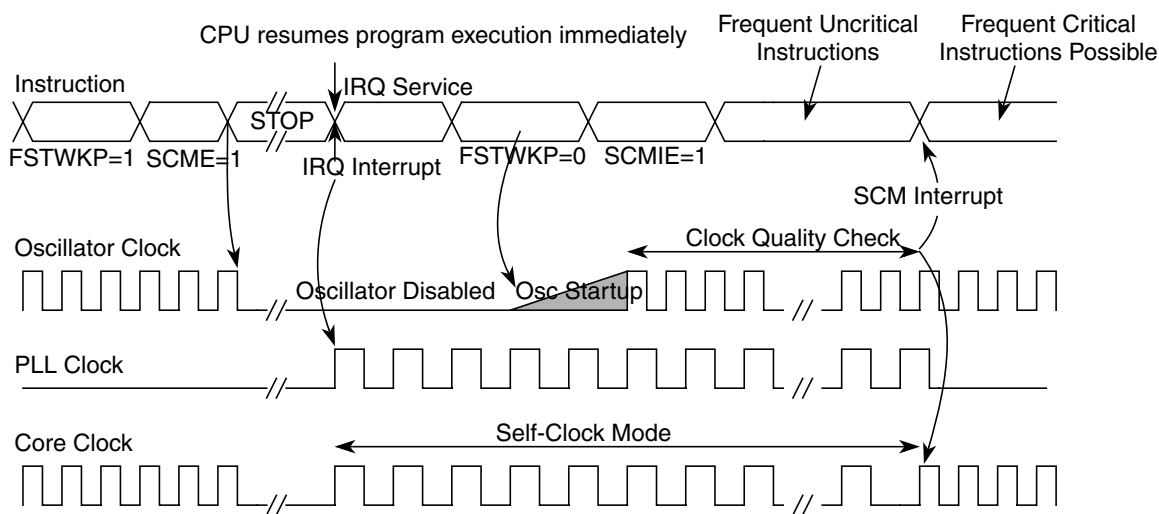 CPU resumes program execution immediately
Frequent Uncritical
Instructions
Frequent Critical
Instructions Possible
Instruction
IRQ Service
STOP
FSTWKP=1
SCME=1
IRQ Interrupt
FSTWKP=0
SCMIE=1
SCM Interrupt
Oscillator Clock
Clock Quality Check
Oscillator Disabled
Osc Startup
PLL Clock
Core Clock
Self-Clock Mode